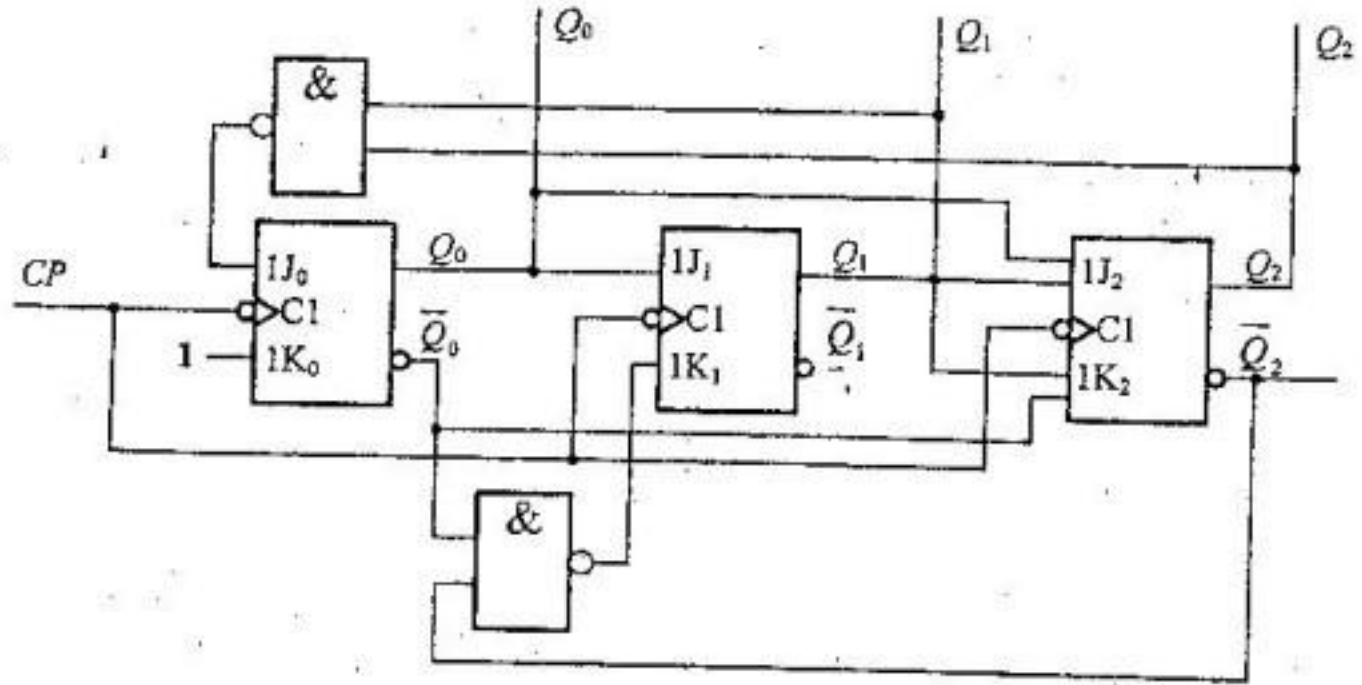 Q₀
Q₁
Q₂
&
CP
1J₀
C1
1
1K₀
Q₀
Q̅₀
1J₁
C1
1K₁
Q₁
Q̅₁
1J₂
C1
1K₂
Q₂
Q̅₂
&